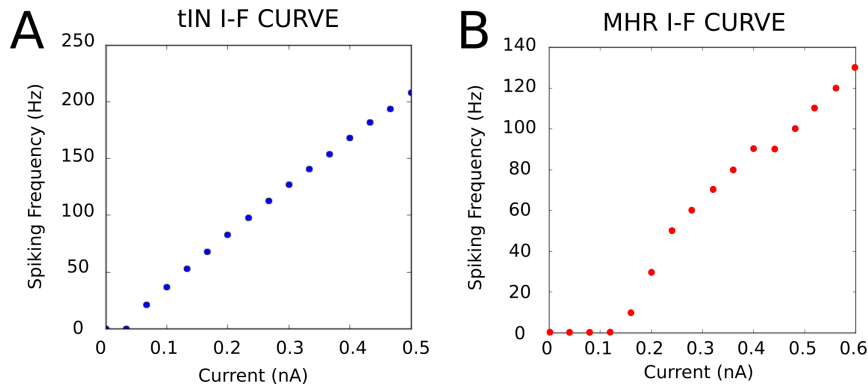 A
tIN I-F CURVE
Spiking Frequency (Hz)
250
200
150
100
50
0
0 0.1 0.2 0.3 0.4 0.5
Current (nA)
B
MHR I-F CURVE
Spiking Frequency (Hz)
140
120
100
80
60
40
20
0
0 0.1 0.2 0.3 0.4 0.5 0.6
Current (nA)